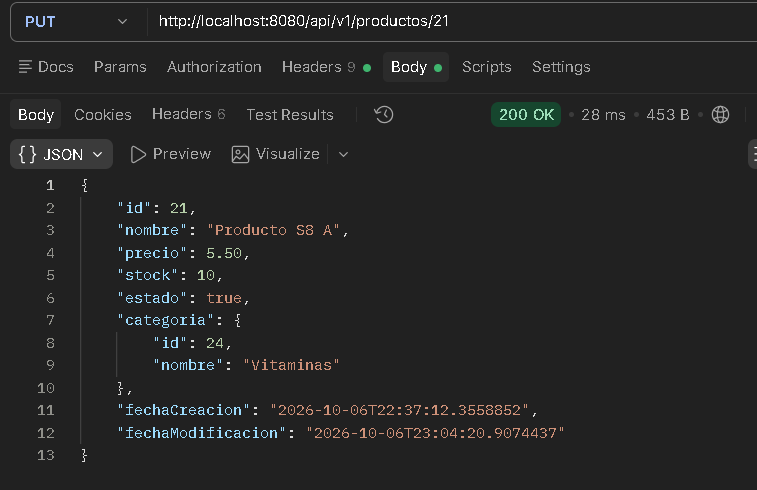 PUT http://localhost:8080/api/v1/productos/21
Docs Params Authorization Headers 9 Body Scripts Settings
Body Cookies Headers 6 Test Results 200 OK • 28 ms • 453 B
{} JSON Preview Visualize
1 {
2 "id": 21,
3 "nombre": "Producto S8 A",
4 "precio": 5.50,
5 "stock": 10,
6 "estado": true,
7 "categoria": {
8 "id": 24,
9 "nombre": "Vitaminas"
10 },
11 "fechaCreacion": "2026-10-06T22:37:12.3558852",
12 "fechaModificacion": "2026-10-06T23:04:20.9074437"
13 }